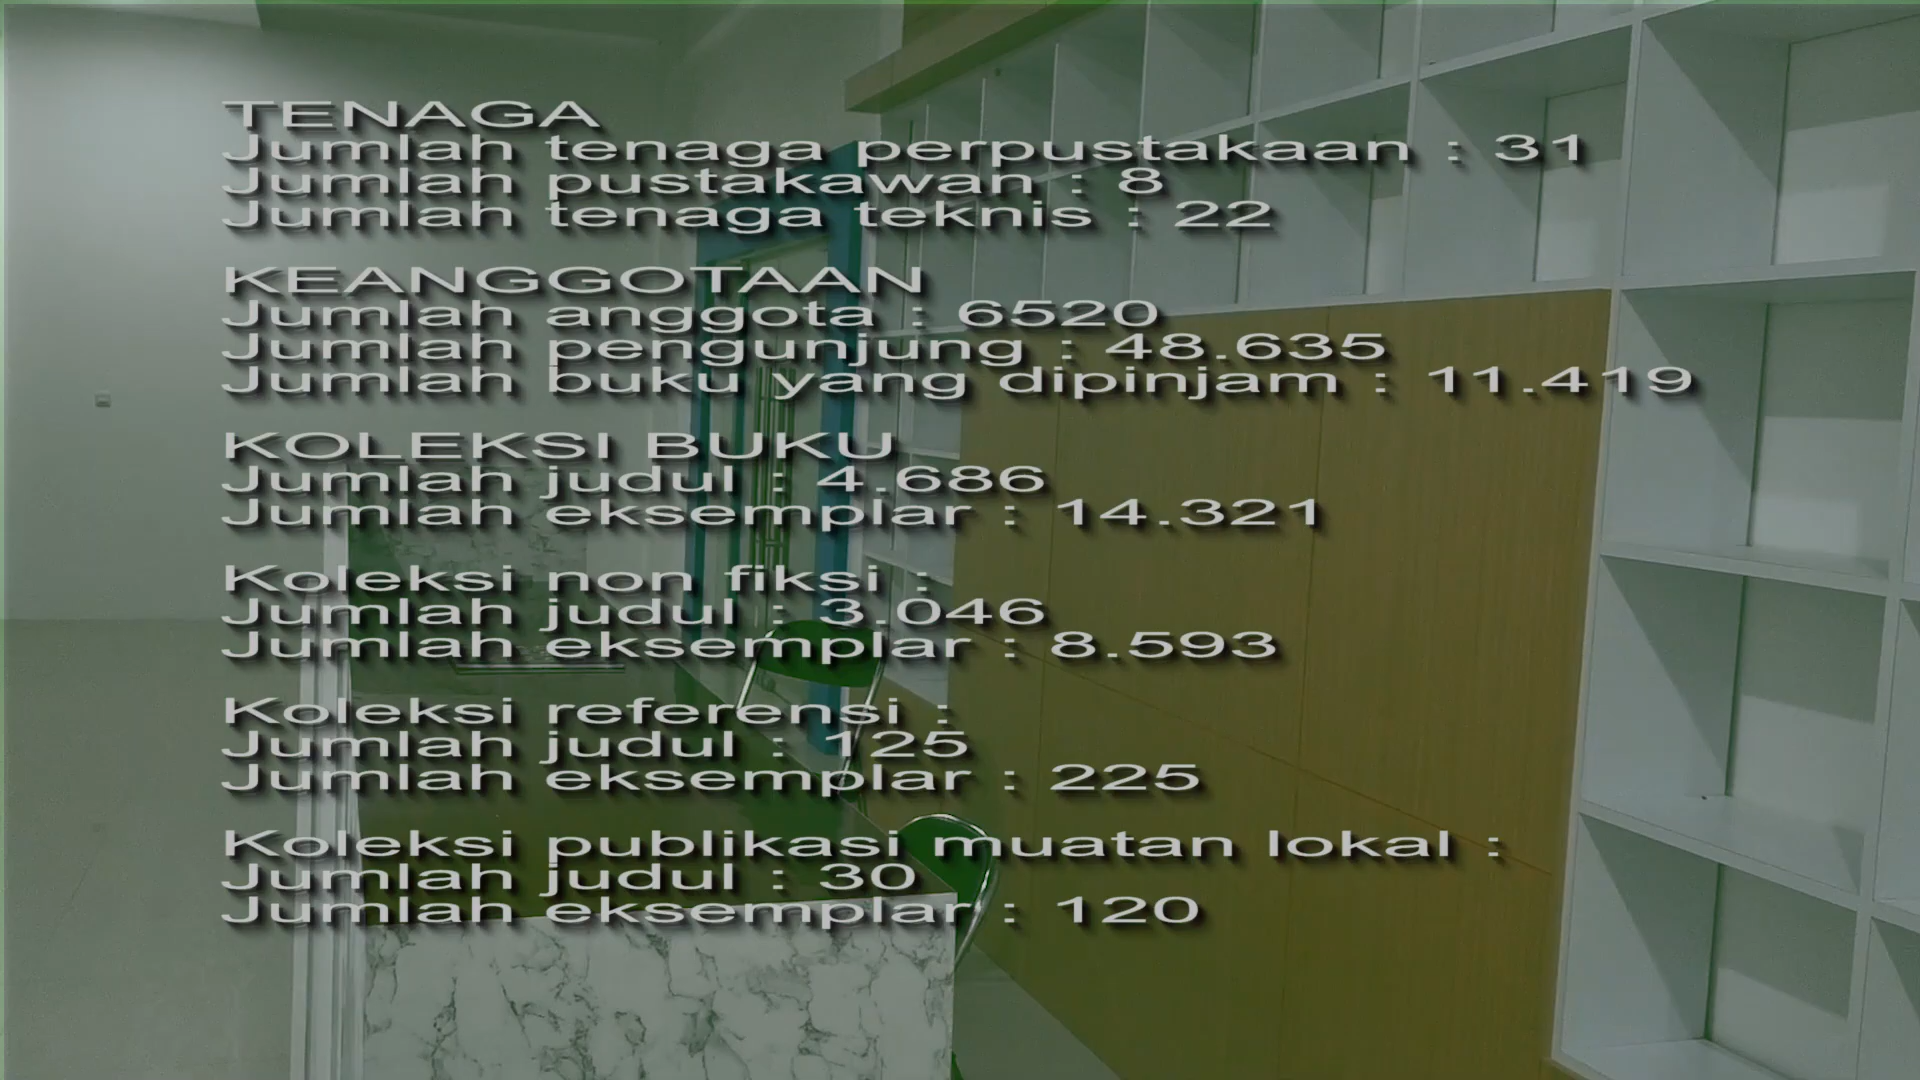 TENAGA
Jumlah tenaga perpustakaan : 31
Jumlah pustakawan : 8
Jumlah tenaga teknis : 22
KEANGGOTAAN
Jumlah anggota : 6520
Jumlah pengunjung : 48.635
Jumlah buku yang dipinjam : 11.419
KOLEKSI BUKU
Jumlah judul : 4.686
Jumlah eksemplar : 14.321
Koleksi non fiksi :
Jumlah judul : 3.046
Jumlah eksemplar : 8.593
Koleksi referensi :
Jumlah judul : 125
Jumlah eksemplar : 225
Koleksi publikasi muatan lokal :
Jumlah judul : 30
Jumlah eksemplar : 120